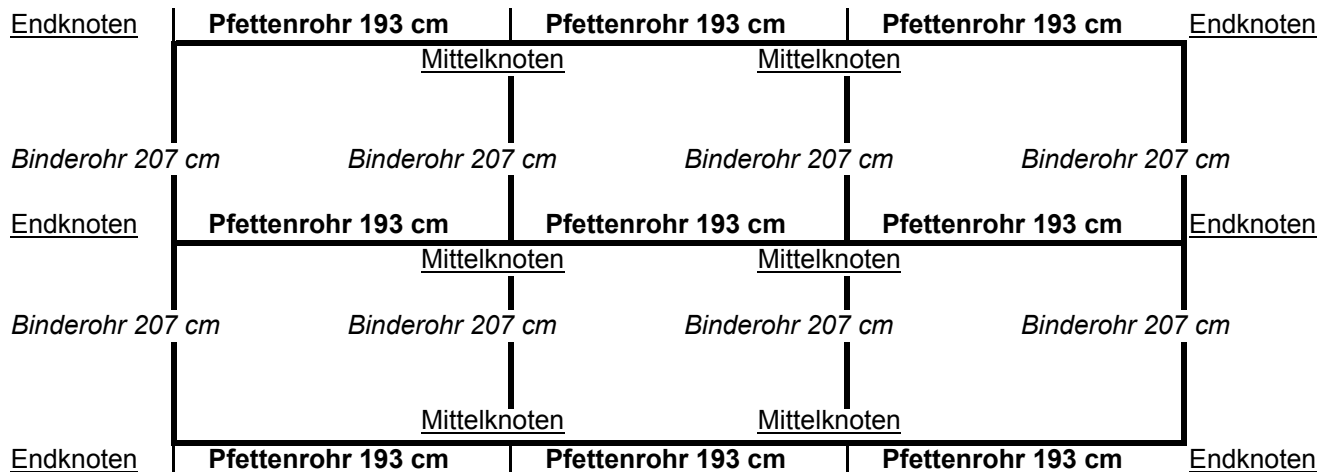 Endknoten Pfettenrohr 193 cm Pfettenrohr 193 cm Pfettenrohr 193 cm Endknoten
Mittelknoten Mittelknoten
Binderohr 207 cm Binderohr 207 cm Binderohr 207 cm Binderohr 207 cm
Endknoten Pfettenrohr 193 cm Pfettenrohr 193 cm Pfettenrohr 193 cm Endknoten
Mittelknoten Mittelknoten
Binderohr 207 cm Binderohr 207 cm Binderohr 207 cm Binderohr 207 cm
Mittelknoten Mittelknoten
Endknoten Pfettenrohr 193 cm Pfettenrohr 193 cm Pfettenrohr 193 cm Endknoten